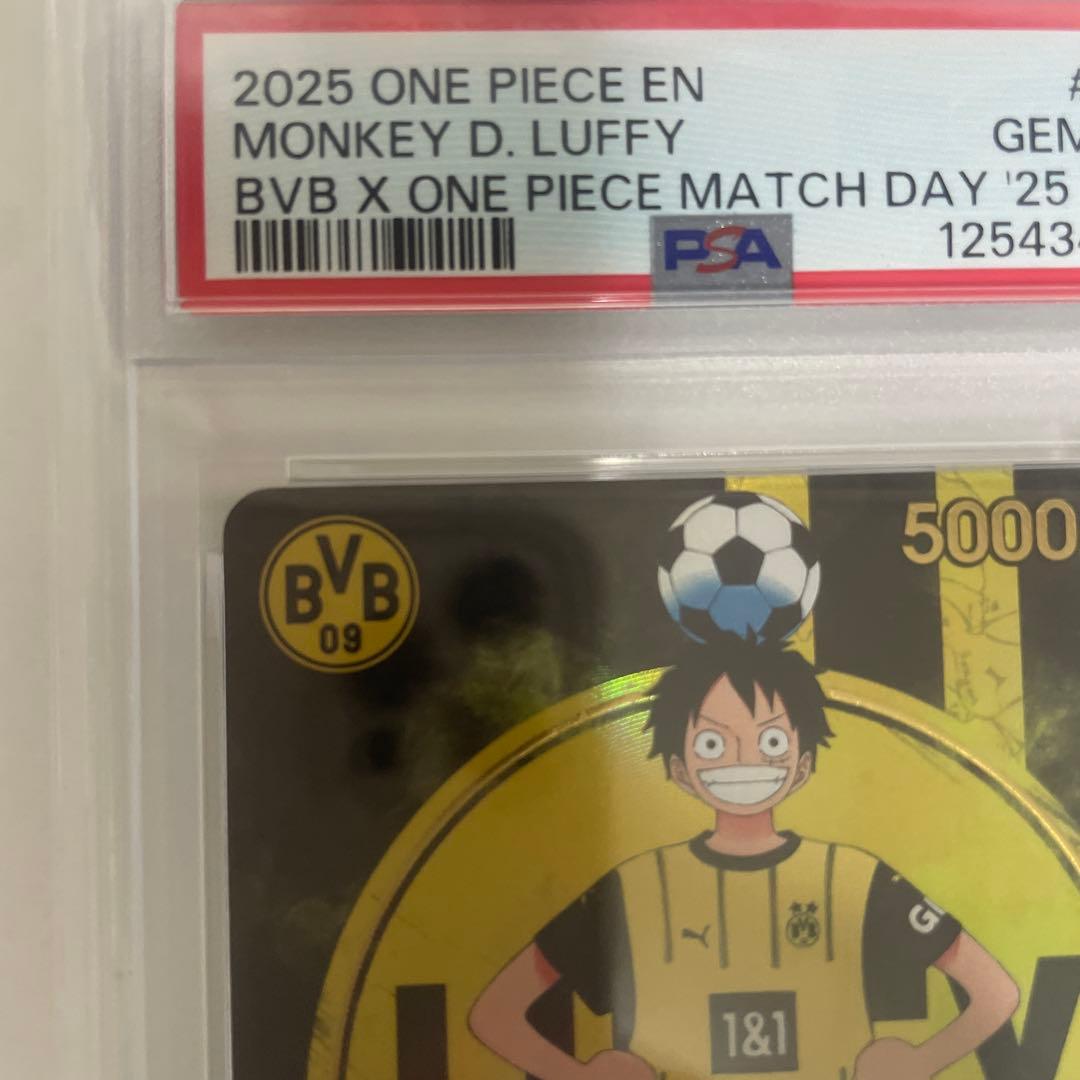 2025 ONE PIECE EN #
MONKEY D. LUFFY GEM
BVB X ONE PIECE MATCH DAY '25
PSA 12543
BVB
09
5000
BVB
1&1